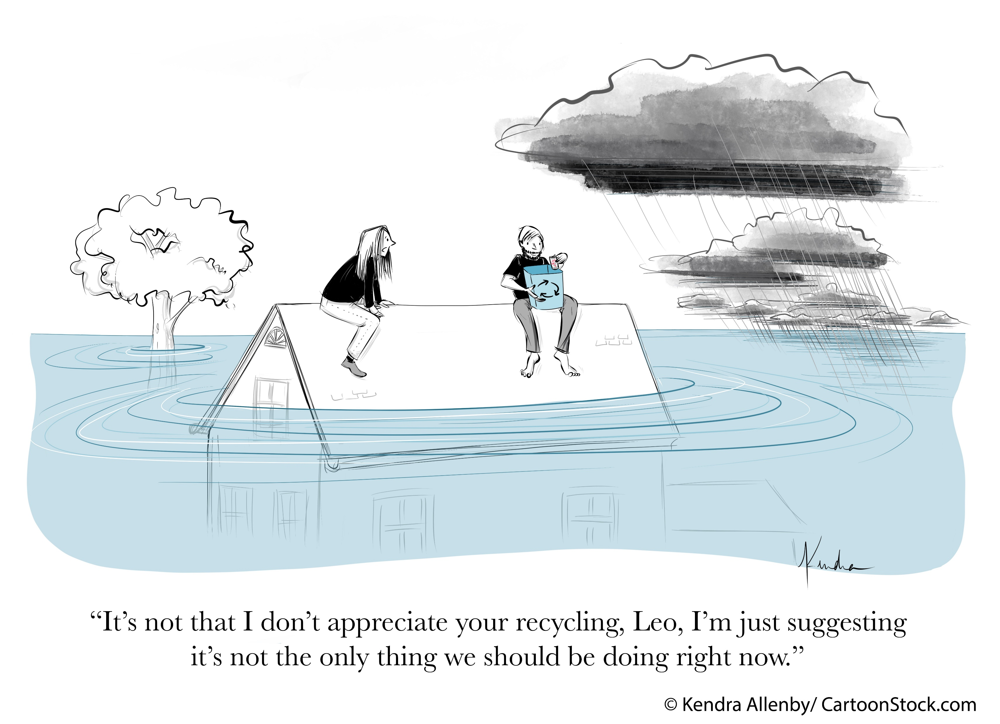 Kendra
“It’s not that I don’t appreciate your recycling, Leo, I’m just suggesting
it’s not the only thing we should be doing right now.”
© Kendra Allenby/ CartoonStock.com